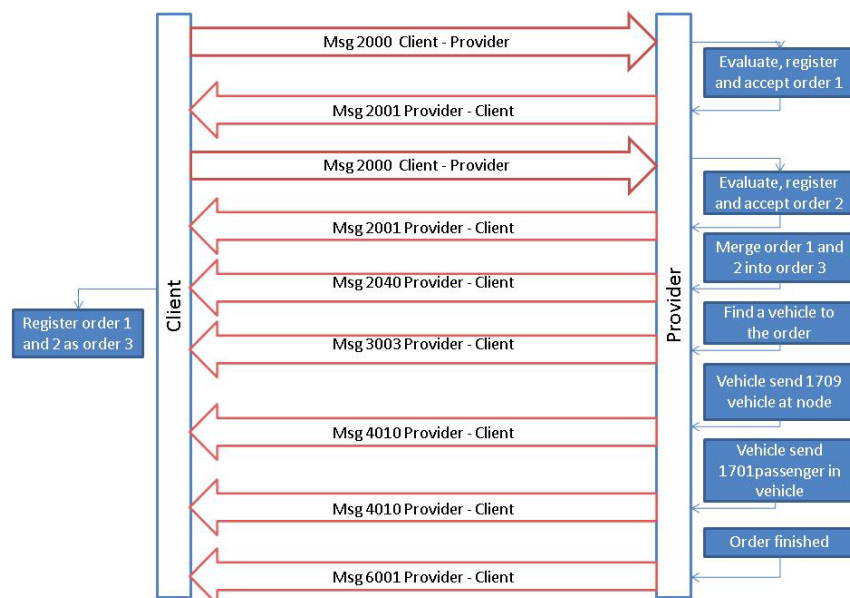 Msg 2000 Client - Provider
Evaluate, register
and accept order 1
Msg 2001 Provider - Client
Msg 2000 Client - Provider
Evaluate, register
and accept order 2
Msg 2001 Provider - Client
Merge order 1 and
2 into order 3
Msg 2040 Provider - Client
Client
Provider
Register order 1
and 2 as order 3
Find a vehicle to
the order
Msg 3003 Provider - Client
Vehicle send 1709
vehicle at node
Msg 4010 Provider - Client
Vehicle send
1701passenger in
vehicle
Msg 4010 Provider - Client
Order finished
Msg 6001 Provider - Client